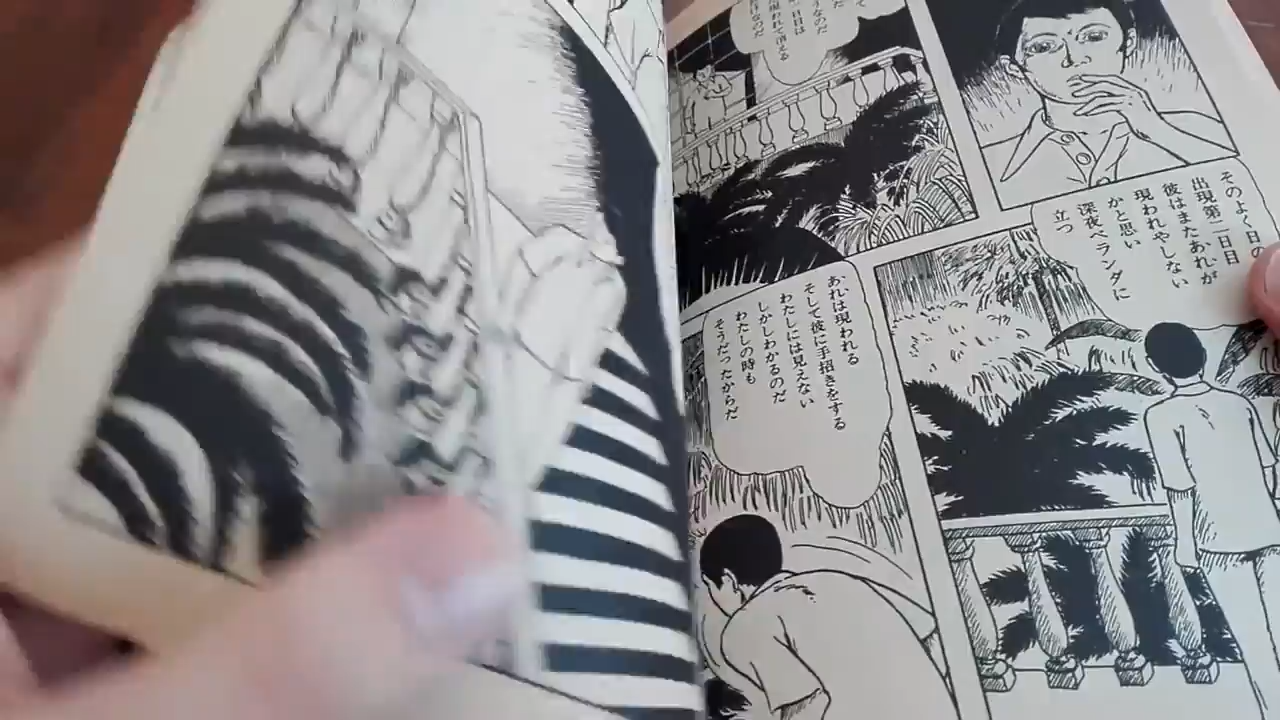 そのよく日の
出現第二日目
彼はまたあれが
現われやしない
かと思い
深夜ベランダに
立つ
あれは現われる
そして彼に手招きをする
わたしには見えない
しかしわかるのだ
わたしの時も
そうだったからだ